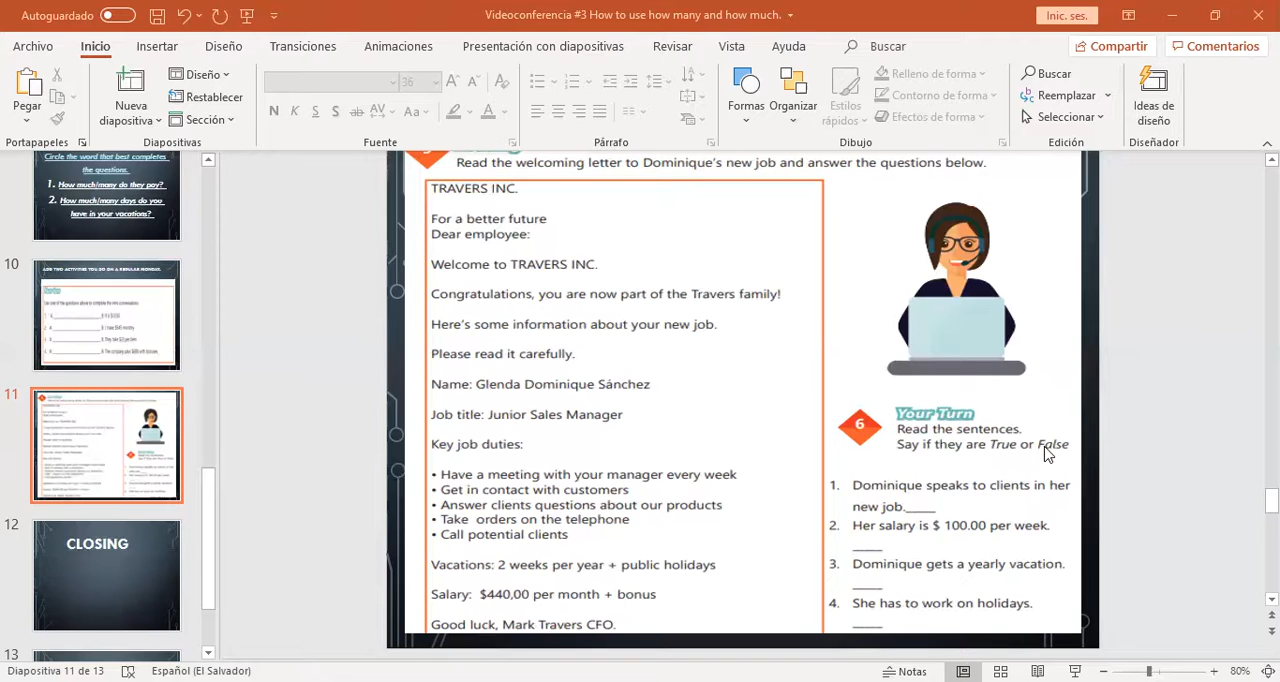 Autoguardado
Videoconferencia #3 How to use how many and how much.
Inic. ses.
Archivo Inicio Insertar Diseño Transiciones Animaciones Presentación con diapositivas Revisar Vista Ayuda Buscar Compartir Comentarios
Pegar
Nueva diapositiva
Diseño
Restablecer
Sección
36
N K S S ab AV Aa A
Formas
Organizar
Estilos rápidos
Relleno de forma
Contorno de forma
Efectos de forma
Buscar
Reemplazar
Seleccionar
Ideas de diseño
Portapapeles Diapositivas Fuente Párrafo Dibujo Edición Diseñador
Circle the word that best completes
the questions.
1. How much/many do they pay?
2. How much/many days do you
have in your vacations?
10
11
12
CLOSING
13
Read the welcoming letter to Dominique's new job and answer the questions below.
TRAVERS INC.
For a better future
Dear employee:
Welcome to TRAVERS INC.
Congratulations, you are now part of the Travers family!
Here's some information about your new job.
Please read it carefully.
Name: Glenda Dominique Sánchez
Job title: Junior Sales Manager
Key job duties:
• Have a meeting with your manager every week
• Get in contact with customers
• Answer clients questions about our products
• Take orders on the telephone
• Call potential clients
Vacations: 2 weeks per year + public holidays
Salary: $440,00 per month + bonus
Good luck, Mark Travers CFO.
6
Your Turn
Read the sentences.
Say if they are True or False
1. Dominique speaks to clients in her
new job.____
2. Her salary is $ 100.00 per week.
____
3. Dominique gets a yearly vacation.
____
4. She has to work on holidays.
____
Diapositiva 11 de 13 Español (El Salvador) Notas 80%